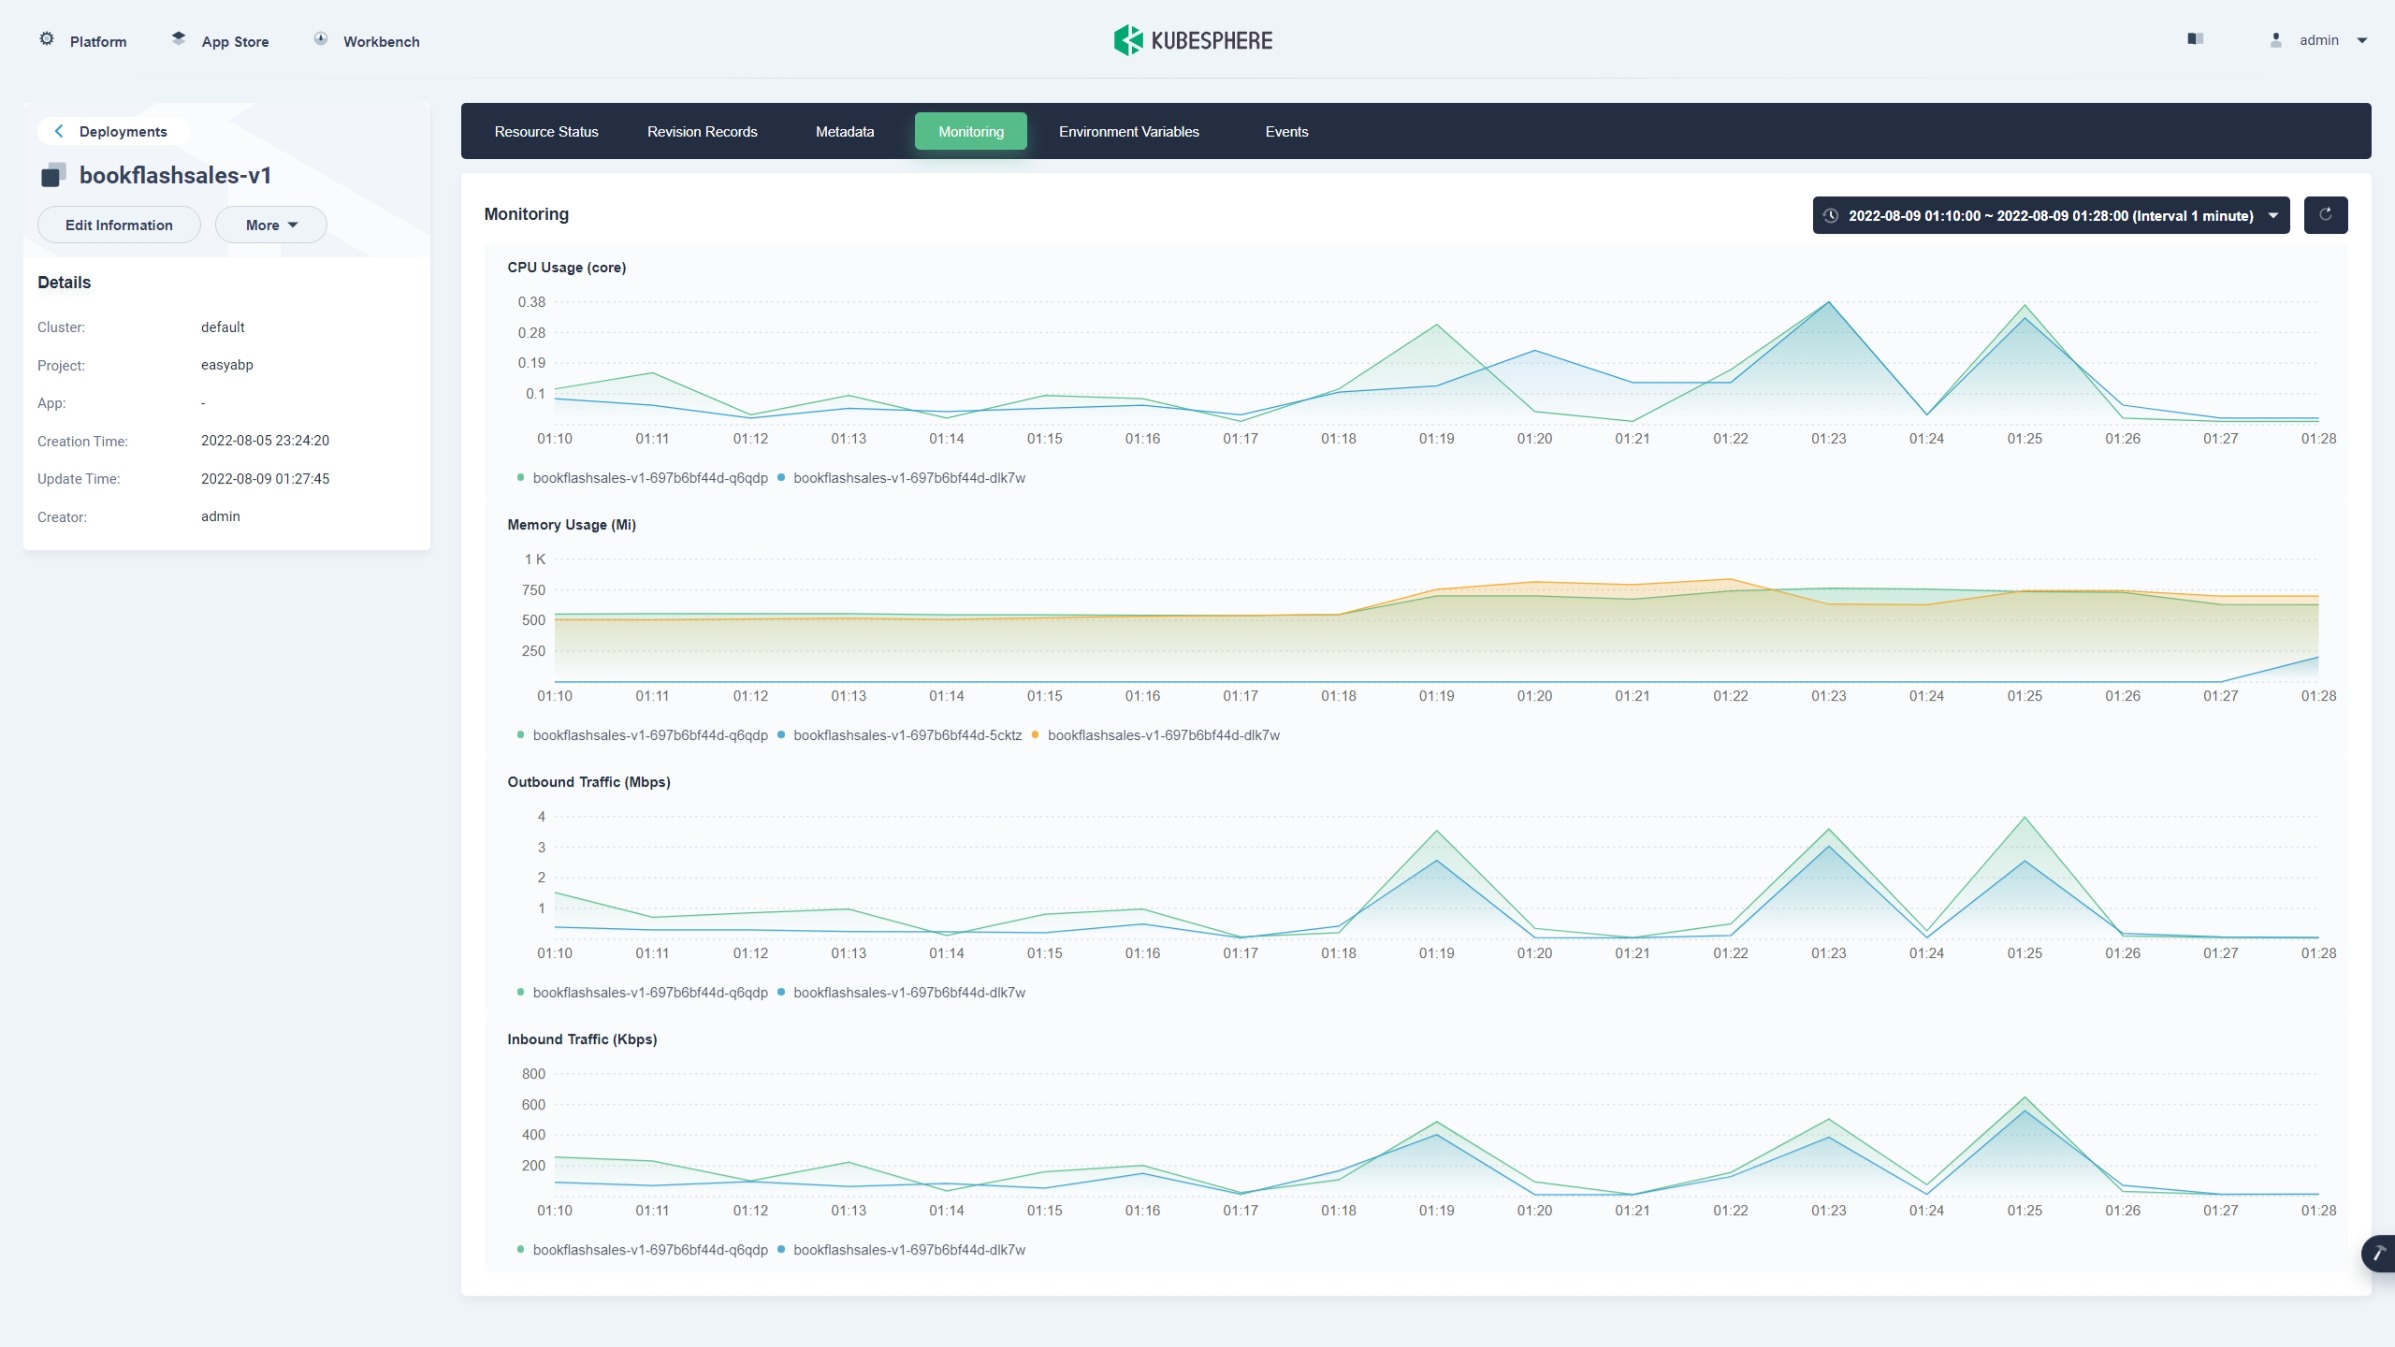 Platform App Store Workbench KUBESPHERE admin
Deployments
bookflashsales-v1
Edit Information More
Details
Cluster: default
Project: easyabp
App: -
Creation Time: 2022-08-05 23:24:20
Update Time: 2022-08-09 01:27:45
Creator: admin
Resource Status Revision Records Metadata Monitoring Environment Variables Events
Monitoring 2022-08-09 01:10:00 ~ 2022-08-09 01:28:00 (Interval 1 minute)
CPU Usage (core)
0.38
0.28
0.19
0.1
01:10 01:11 01:12 01:13 01:14 01:15 01:16 01:17 01:18 01:19 01:20 01:21 01:22 01:23 01:24 01:25 01:26 01:27 01:28
bookflashsales-v1-697b6bf44d-q6qdp bookflashsales-v1-697b6bf44d-dlk7w
Memory Usage (Mi)
1 K
750
500
250
01:10 01:11 01:12 01:13 01:14 01:15 01:16 01:17 01:18 01:19 01:20 01:21 01:22 01:23 01:24 01:25 01:26 01:27 01:28
bookflashsales-v1-697b6bf44d-q6qdp bookflashsales-v1-697b6bf44d-5cktz bookflashsales-v1-697b6bf44d-dlk7w
Outbound Traffic (Mbps)
4
3
2
1
01:10 01:11 01:12 01:13 01:14 01:15 01:16 01:17 01:18 01:19 01:20 01:21 01:22 01:23 01:24 01:25 01:26 01:27 01:28
bookflashsales-v1-697b6bf44d-q6qdp bookflashsales-v1-697b6bf44d-dlk7w
Inbound Traffic (Kbps)
800
600
400
200
01:10 01:11 01:12 01:13 01:14 01:15 01:16 01:17 01:18 01:19 01:20 01:21 01:22 01:23 01:24 01:25 01:26 01:27 01:28
bookflashsales-v1-697b6bf44d-q6qdp bookflashsales-v1-697b6bf44d-dlk7w